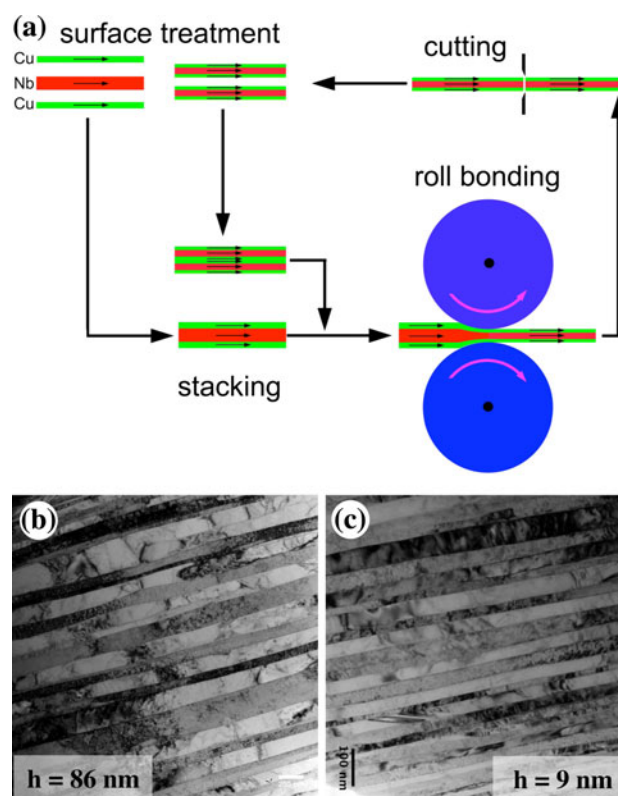 (a)
surface treatment
cutting
Cu
Nb
Cu
roll bonding
stacking
(b)
(c)
h = 86 nm
100 nm
h = 9 nm